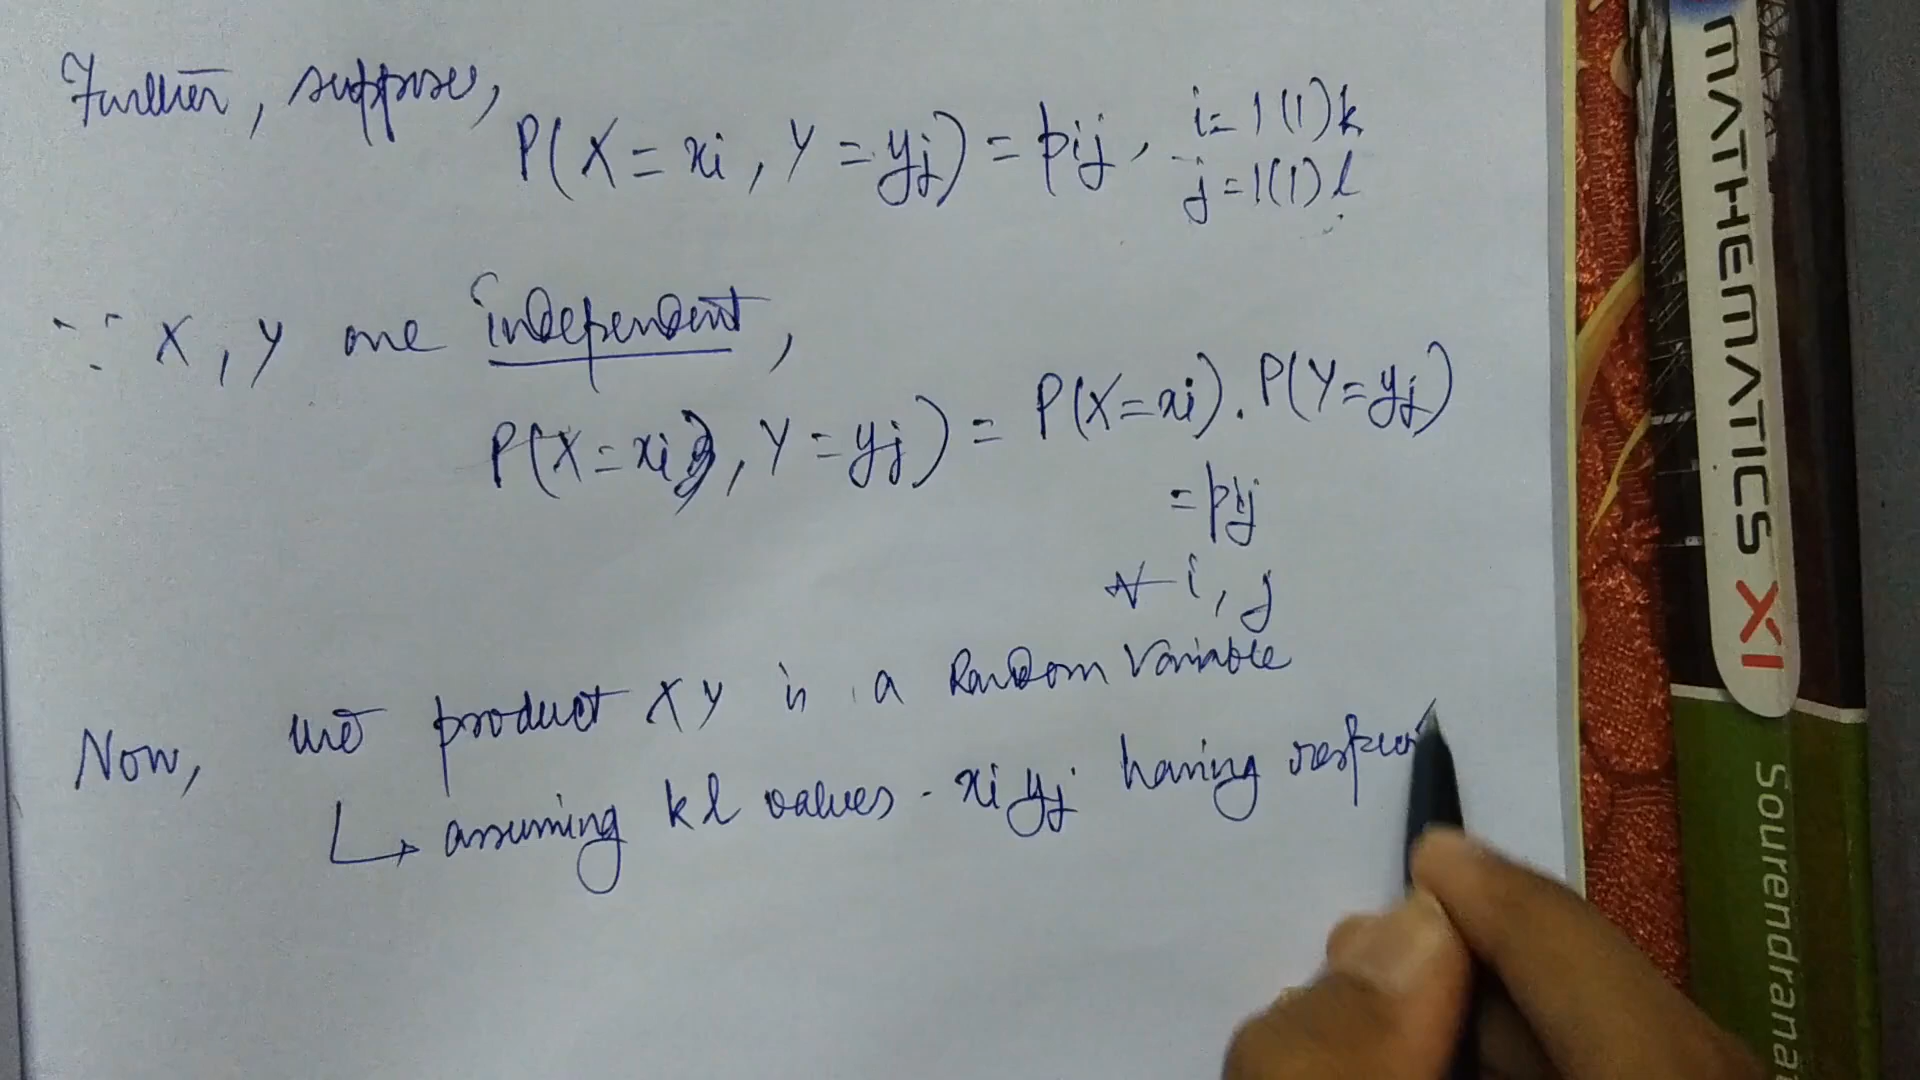 Further, suppose,
P(X = xi, Y = yj) = pij, i = 1(1)k
j = 1(1)l
∵ X, Y are independent,
P(X = xi, Y = yj) = P(X = xi). P(Y = yj)
= pij
∀ i, j
Now, the product XY is a Random Variable
↳ assuming kl values - xi yj having
MATHEMATICS XI
Sourendrana